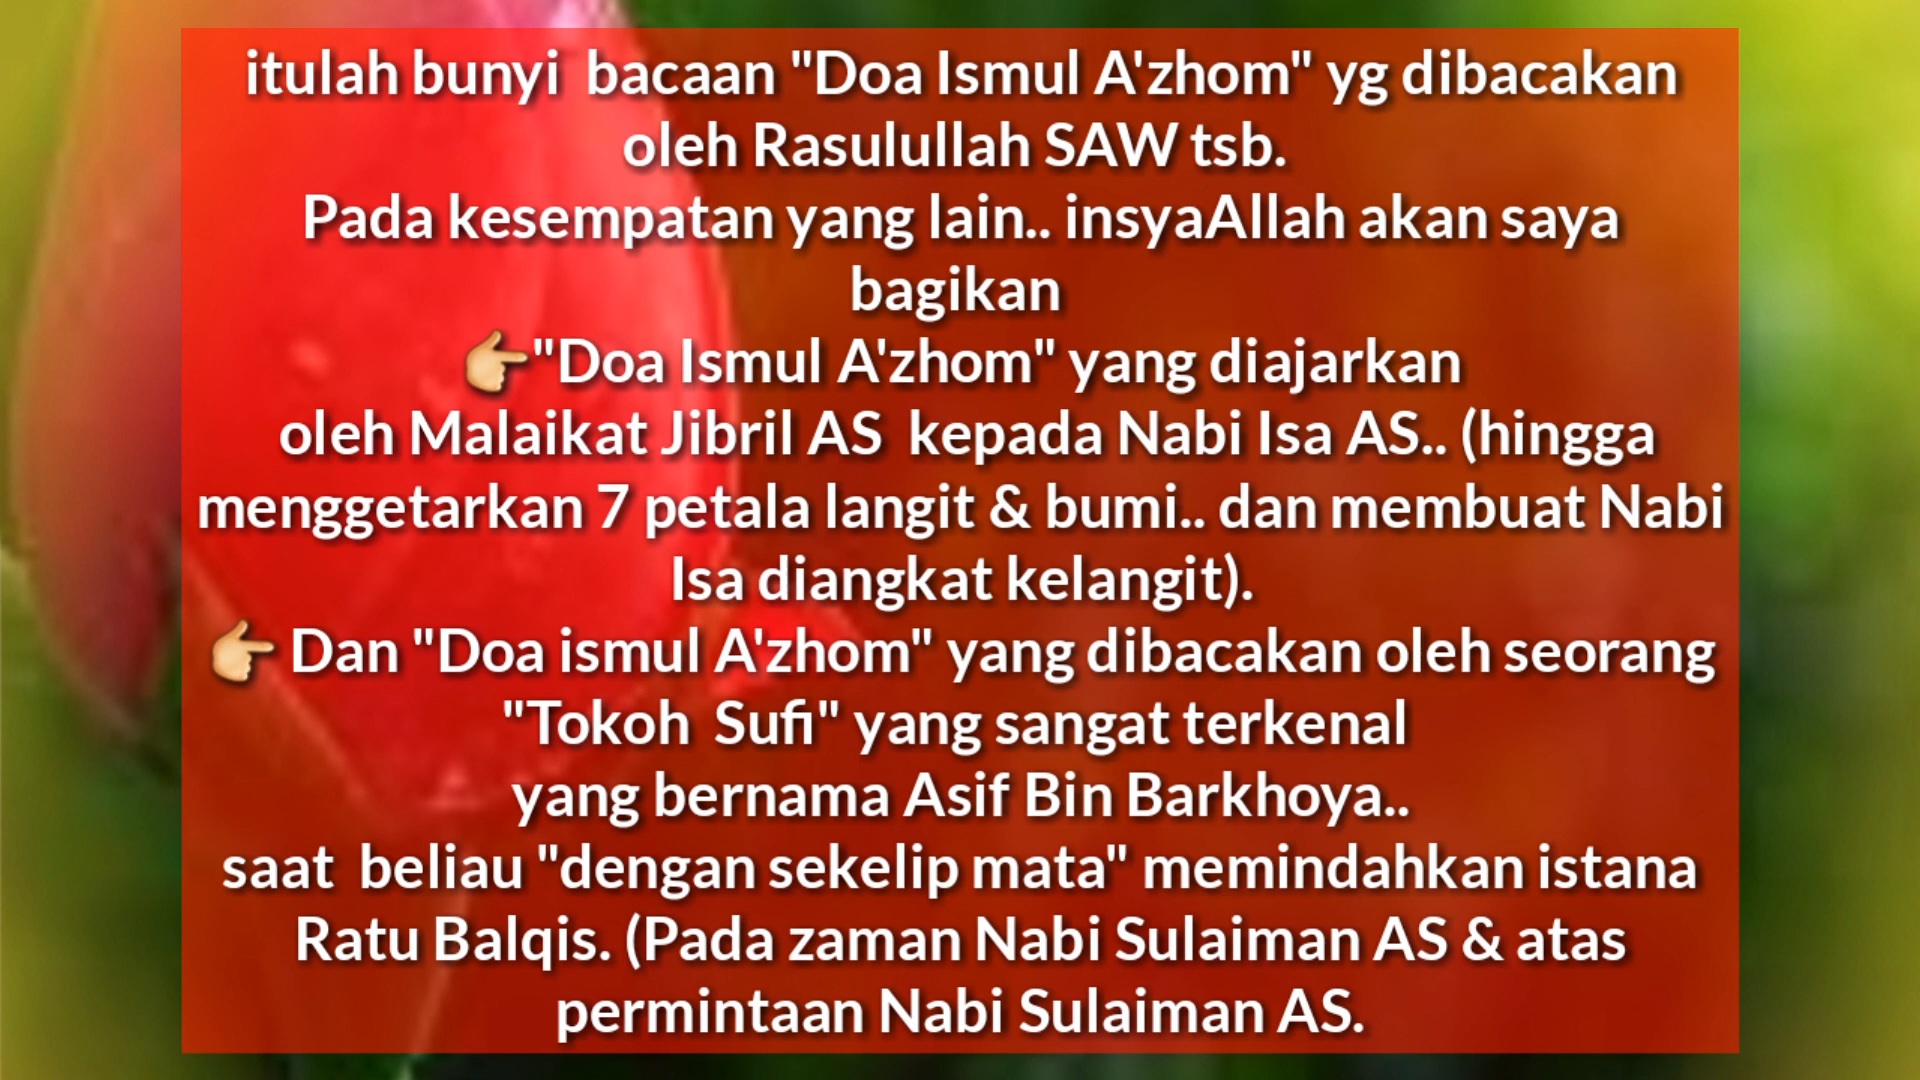 itulah bunyi  bacaan "Doa Ismul A'zhom" yg dibacakan
oleh Rasulullah SAW tsb.
Pada kesempatan yang lain.. insyaAllah akan saya
bagikan
👉"Doa Ismul A'zhom" yang diajarkan
oleh Malaikat Jibril AS  kepada Nabi Isa AS.. (hingga
menggetarkan 7 petala langit & bumi.. dan membuat Nabi
Isa diangkat kelangit).
👉 Dan "Doa ismul A'zhom" yang dibacakan oleh seorang
"Tokoh  Sufi" yang sangat terkenal
yang bernama Asif Bin Barkhoya..
saat  beliau "dengan sekelip mata" memindahkan istana
Ratu Balqis. (Pada zaman Nabi Sulaiman AS & atas
permintaan Nabi Sulaiman AS.